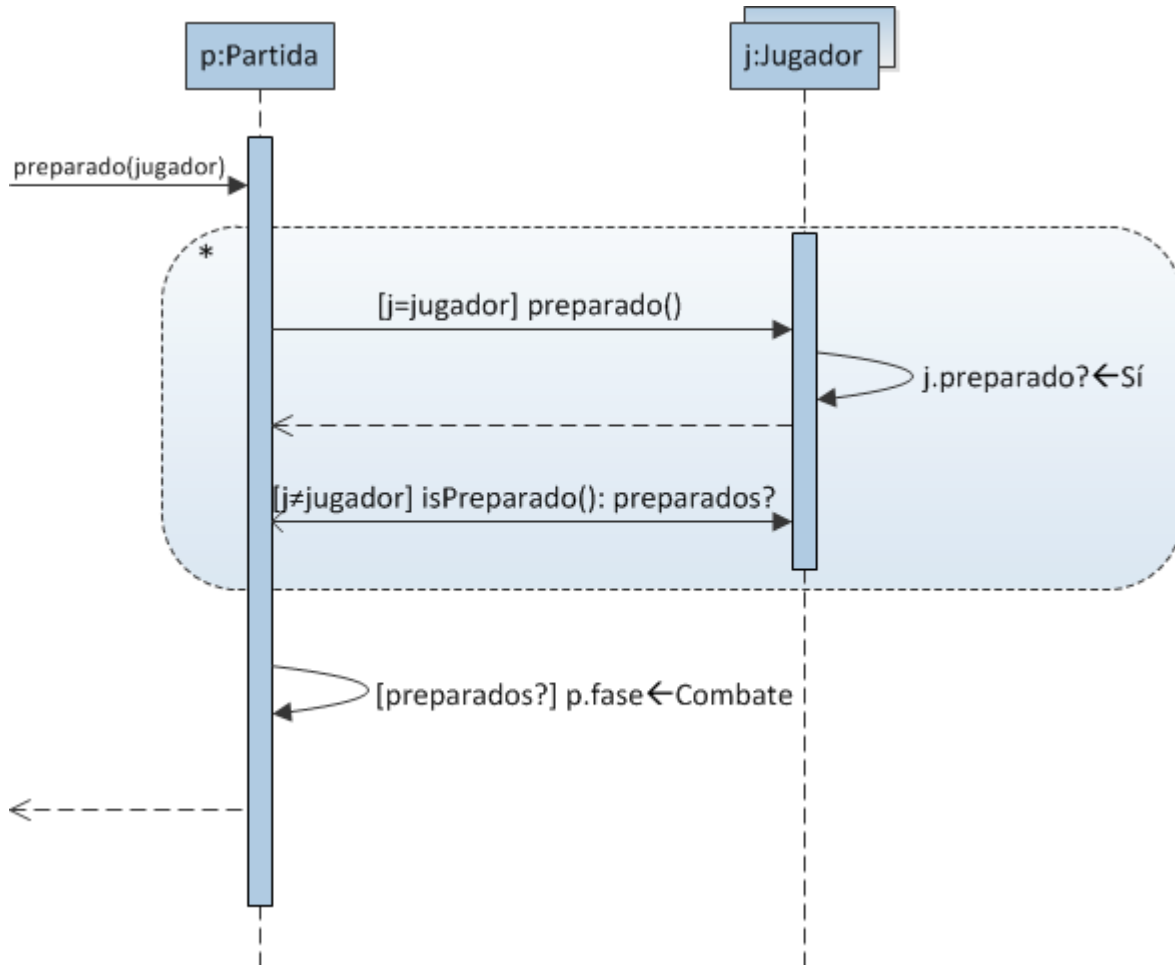 p:Partida
j:Jugador
preparado(jugador)
*
[j=jugador] preparado()
j.preparado?←Sí
[j≠jugador] isPreparado(): preparados?
[preparados?] p.fase←Combate